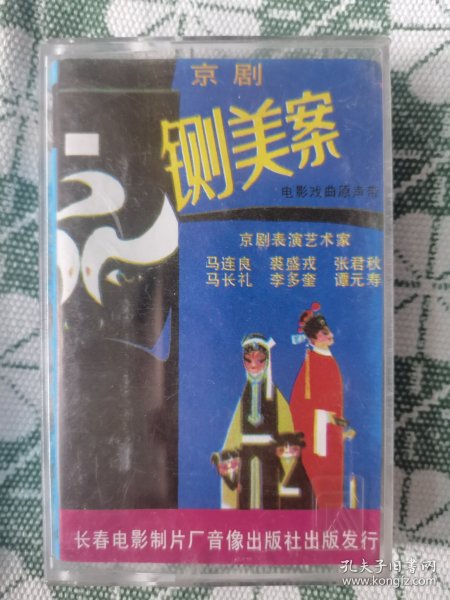 京剧
铡美案
电影戏曲原声带
京剧表演艺术家
马连良 裘盛戎 张君秋
马长礼 李多奎 谭元寿
长春电影制片厂音像出版社出版发行
孔夫子旧书网
www.kongfz.com